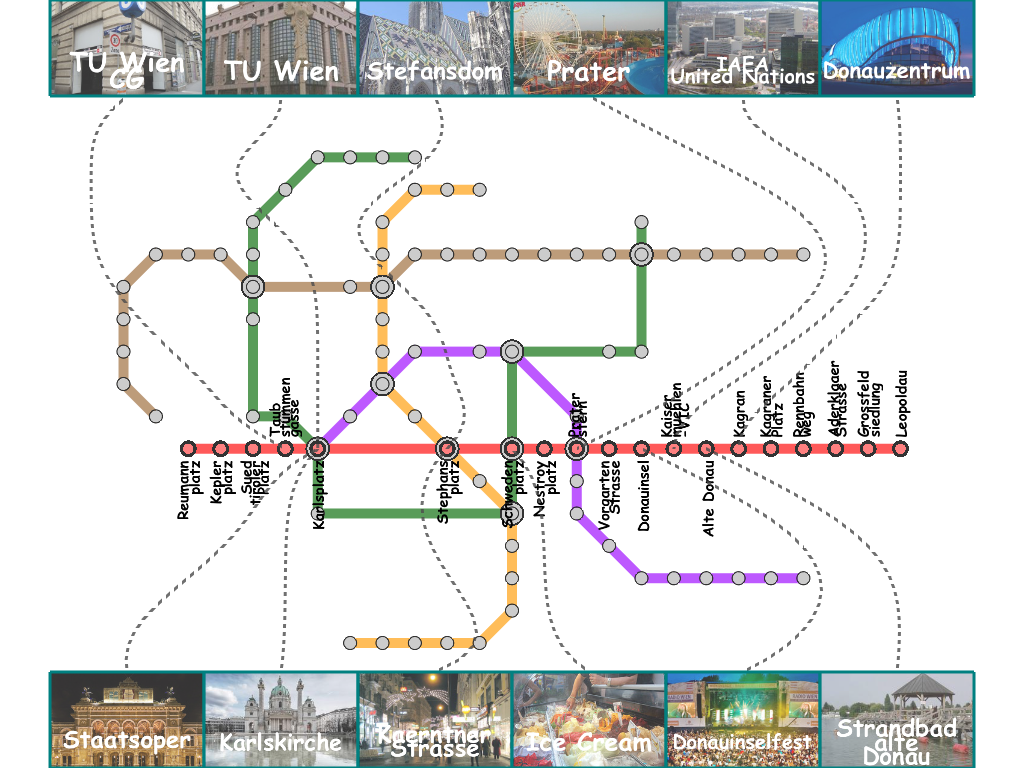 TU Wien
CG
TU Wien
Stefansdom
Prater
IAEA
United Nations
Donauzentrum
Taub
stummen
gasse
Prater
stern
Kaiser
muehlen
-VIC
Kagran
Kagraner
Platz
Rennbahn
weg
Aderklaaer
Strasse
Grossfeld
siedlung
Leopoldau
Reumann
platz
Kepler
platz
Sued
tiroler
platz
Karlsplatz
Stephans
platz
Schweden
platz
Nestroy
platz
Vorgarten
Strasse
Donauinsel
Alte Donau
Staatsoper
Karlskirche
Kaerntner
Strasse
Ice Cream
Donauinselfest
Strandbad
alte
Donau